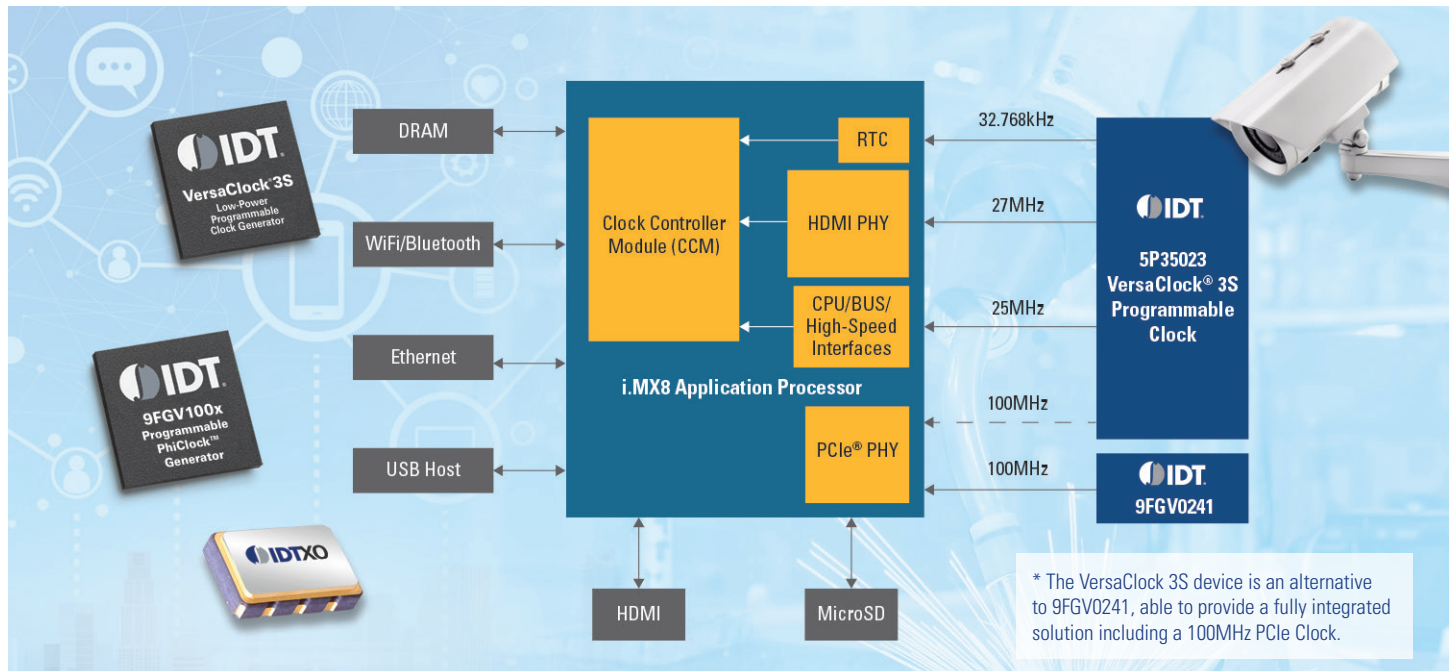 IDT.
VersaClock® 3S
Low-Power
Programmable
Clock Generator
IDT.
9FGV100x
Programmable
PhiClock™
Generator
IDTXO
DRAM
WiFi/Bluetooth
Ethernet
USB Host
Clock Controller
Module (CCM)
RTC
HDMI PHY
CPU/BUS/
High-Speed
Interfaces
i.MX8 Application Processor
PCIe® PHY
HDMI
MicroSD
32.768kHz
27MHz
25MHz
100MHz
100MHz
IDT.
5P35023
VersaClock® 3S
Programmable
Clock
IDT.
9FGV0241
* The VersaClock 3S device is an alternative
to 9FGV0241, able to provide a fully integrated
solution including a 100MHz PCIe Clock.